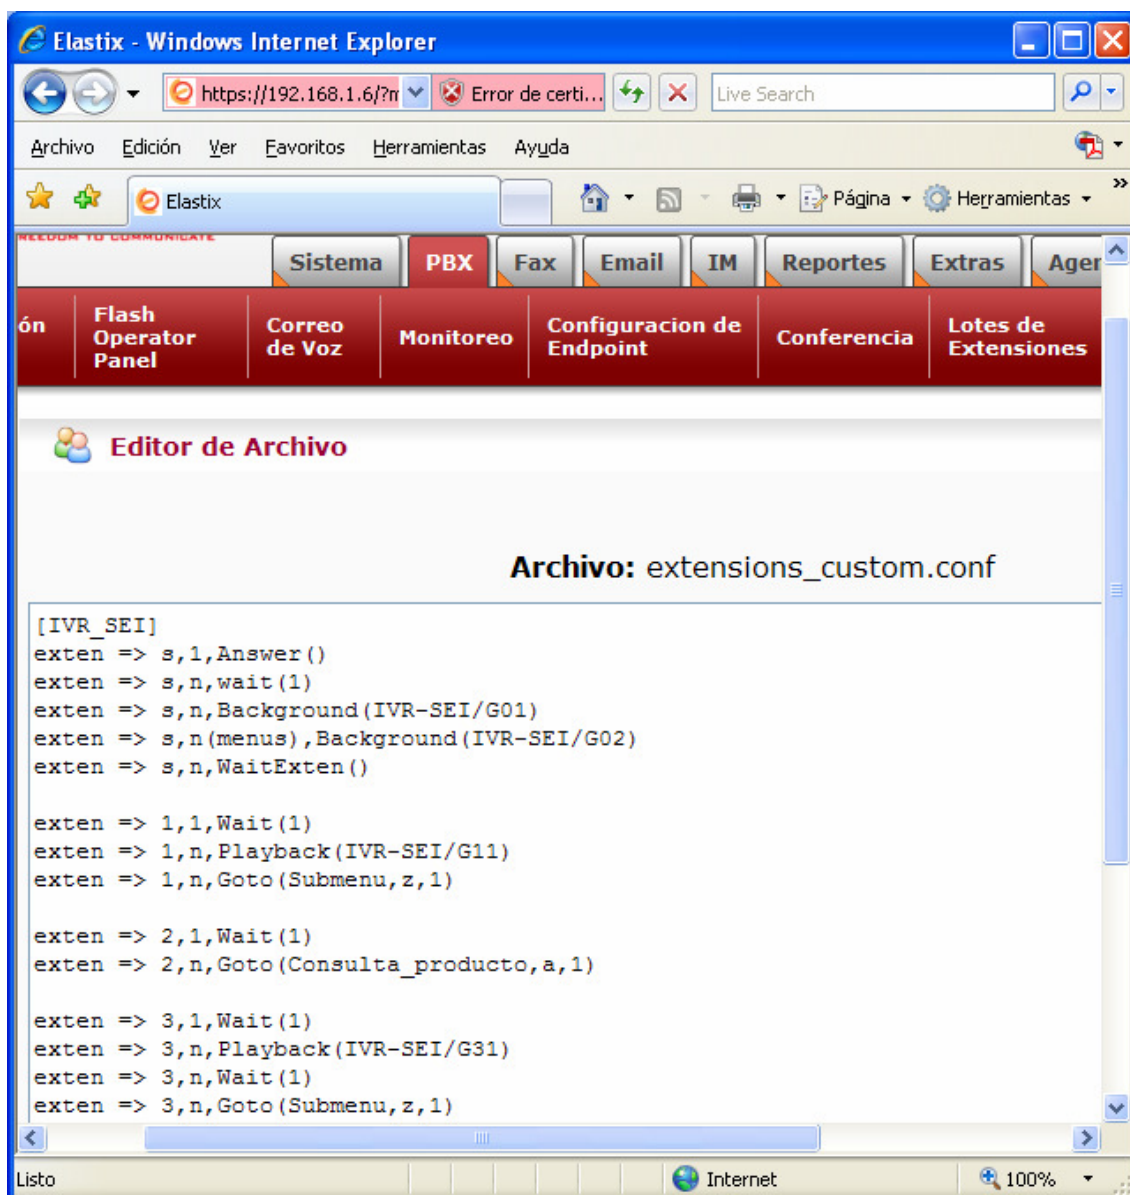 Elastix - Windows Internet Explorer
https://192.168.1.6/?m
Error de certi...
Live Search
Archivo Edición Ver Favoritos Herramientas Ayuda
Elastix
Página
Herramientas
FREEDOM TO COMMUNICATE
Sistema PBX Fax Email IM Reportes Extras Agen
ón
Flash
Operator
Panel
Correo
de Voz
Monitoreo
Configuracion de
Endpoint
Conferencia
Lotes de
Extensiones
Editor de Archivo
Archivo: extensions_custom.conf
[IVR_SEI]
exten => s,1,Answer()
exten => s,n,wait(1)
exten => s,n,Background(IVR-SEI/G01)
exten => s,n(menus),Background(IVR-SEI/G02)
exten => s,n,WaitExten()
exten => 1,1,Wait(1)
exten => 1,n,Playback(IVR-SEI/G11)
exten => 1,n,Goto(Submenu,z,1)
exten => 2,1,Wait(1)
exten => 2,n,Goto(Consulta_producto,a,1)
exten => 3,1,Wait(1)
exten => 3,n,Playback(IVR-SEI/G31)
exten => 3,n,Wait(1)
exten => 3,n,Goto(Submenu,z,1)
Listo
Internet
100%